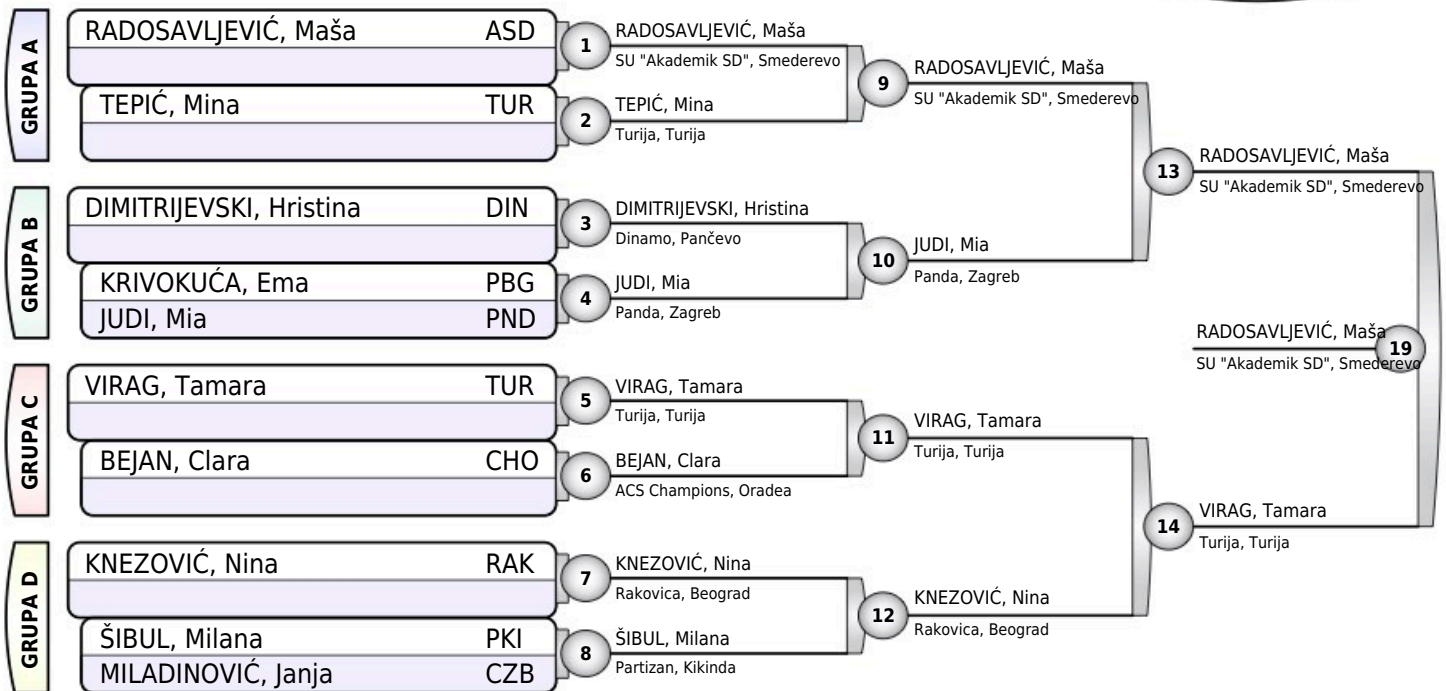 GRUPA A
RADOSAVLJEVIĆ, Maša ASD
TEPIĆ, Mina TUR
1
RADOSAVLJEVIĆ, Maša
SU "Akademik SD", Smederevo
2
TEPIĆ, Mina
Turija, Turija
9
RADOSAVLJEVIĆ, Maša
SU "Akademik SD", Smederevo
GRUPA B
DIMITRIJEVSKI, Hristina DIN
KRIVOKUĆA, Ema PBG
JUDI, Mia PND
3
DIMITRIJEVSKI, Hristina
Dinamo, Pančevo
4
JUDI, Mia
Panda, Zagreb
10
JUDI, Mia
Panda, Zagreb
13
RADOSAVLJEVIĆ, Maša
SU "Akademik SD", Smederevo
GRUPA C
VIRAG, Tamara TUR
BEJAN, Clara CHO
5
VIRAG, Tamara
Turija, Turija
6
BEJAN, Clara
ACS Champions, Oradea
11
VIRAG, Tamara
Turija, Turija
GRUPA D
KNEZOVIĆ, Nina RAK
ŠIBUL, Milana PKI
MILADINOVIĆ, Janja CZB
7
KNEZOVIĆ, Nina
Rakovica, Beograd
8
ŠIBUL, Milana
Partizan, Kikinda
12
KNEZOVIĆ, Nina
Rakovica, Beograd
14
VIRAG, Tamara
Turija, Turija
RADOSAVLJEVIĆ, Maša
SU "Akademik SD", Smederevo
19